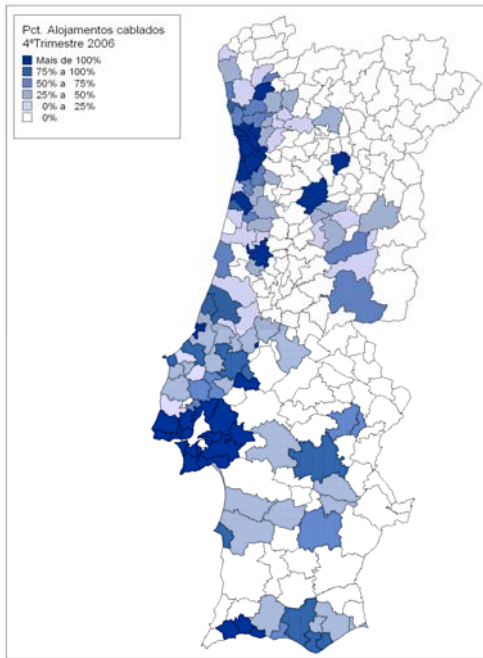 Pct. Alojamentos cablados
4ºTrimestre 2006
Mais de 100%
75% a 100%
50% a 75%
25% a 50%
0% a 25%
0%